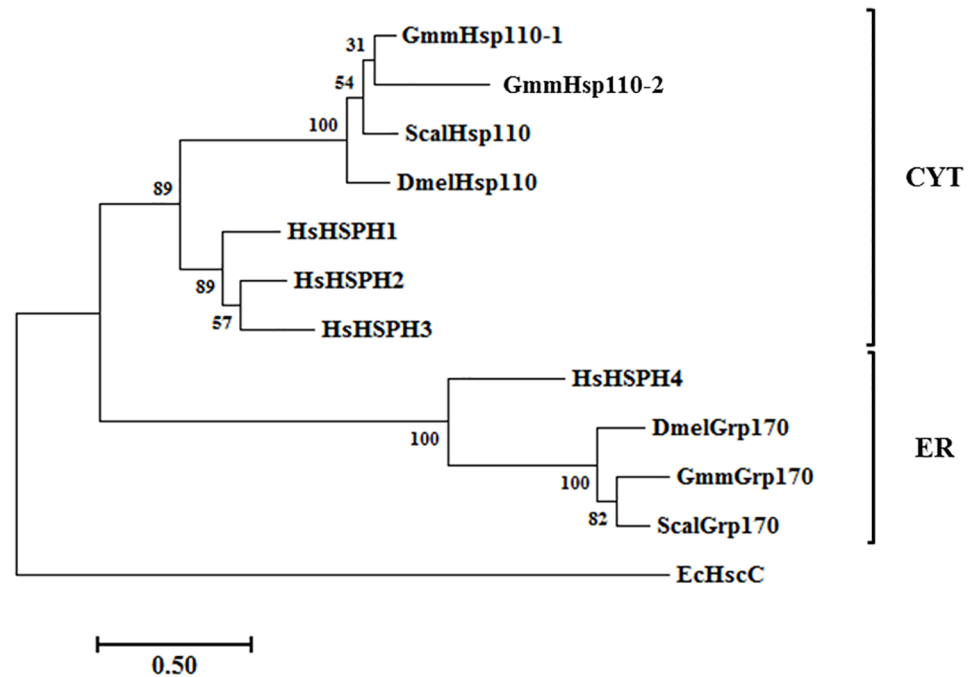 GmmHsp110-1
31
GmmHsp110-2
54
100
ScalHsp110
DmelHsp110
CYT
89
HsHSPH1
HsHSPH2
89
57
HsHSPH3
HsHSPH4
DmelGrp170
100
ER
GmmGrp170
100
82
ScalGrp170
EcHscC
0.50